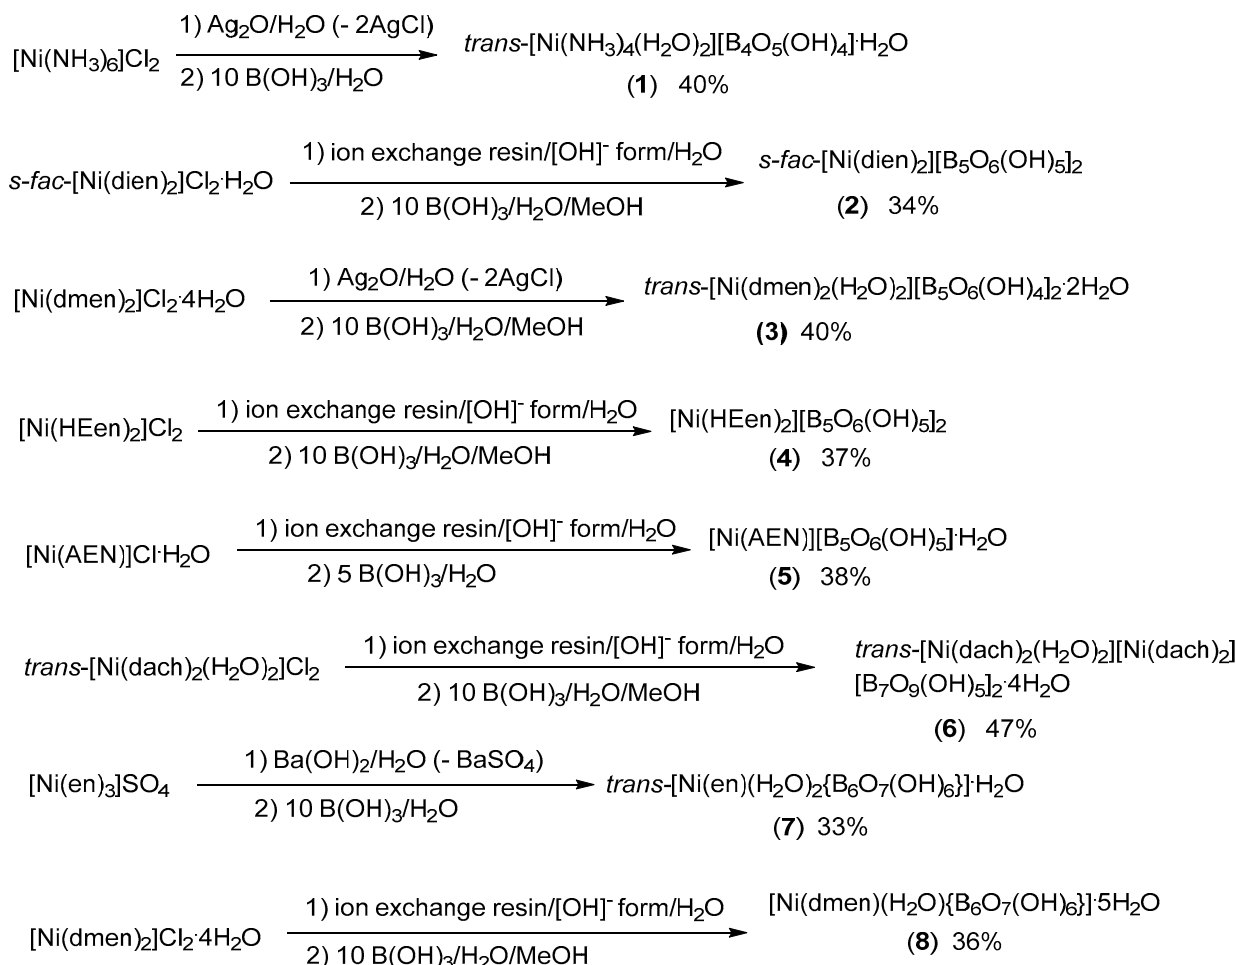 1) Ag2O/H2O (- 2AgCl)
[Ni(NH3)6]Cl2
2) 10 B(OH)3/H2O
trans-[Ni(NH3)4(H2O)2][B4O5(OH)4]·H2O
(1) 40%
1) ion exchange resin/[OH]- form/H2O
s-fac-[Ni(dien)2]Cl2·H2O
2) 10 B(OH)3/H2O/MeOH
s-fac-[Ni(dien)2][B5O6(OH)5]2
(2) 34%
1) Ag2O/H2O (- 2AgCl)
[Ni(dmen)2]Cl2·4H2O
2) 10 B(OH)3/H2O/MeOH
trans-[Ni(dmen)2(H2O)2][B5O6(OH)4]2·2H2O
(3) 40%
1) ion exchange resin/[OH]- form/H2O
[Ni(HEen)2]Cl2
2) 10 B(OH)3/H2O/MeOH
[Ni(HEen)2][B5O6(OH)5]2
(4) 37%
1) ion exchange resin/[OH]- form/H2O
[Ni(AEN)]Cl·H2O
2) 5 B(OH)3/H2O
[Ni(AEN)][B5O6(OH)5]·H2O
(5) 38%
1) ion exchange resin/[OH]- form/H2O
trans-[Ni(dach)2(H2O)2]Cl2
2) 10 B(OH)3/H2O/MeOH
trans-[Ni(dach)2(H2O)2][Ni(dach)2]
[B7O9(OH)5]2·4H2O
(6) 47%
1) Ba(OH)2/H2O (- BaSO4)
[Ni(en)3]SO4
2) 10 B(OH)3/H2O
trans-[Ni(en)(H2O)2{B6O7(OH)6}]·H2O
(7) 33%
1) ion exchange resin/[OH]- form/H2O
[Ni(dmen)2]Cl2·4H2O
2) 10 B(OH)3/H2O/MeOH
[Ni(dmen)(H2O){B6O7(OH)6}]·5H2O
(8) 36%